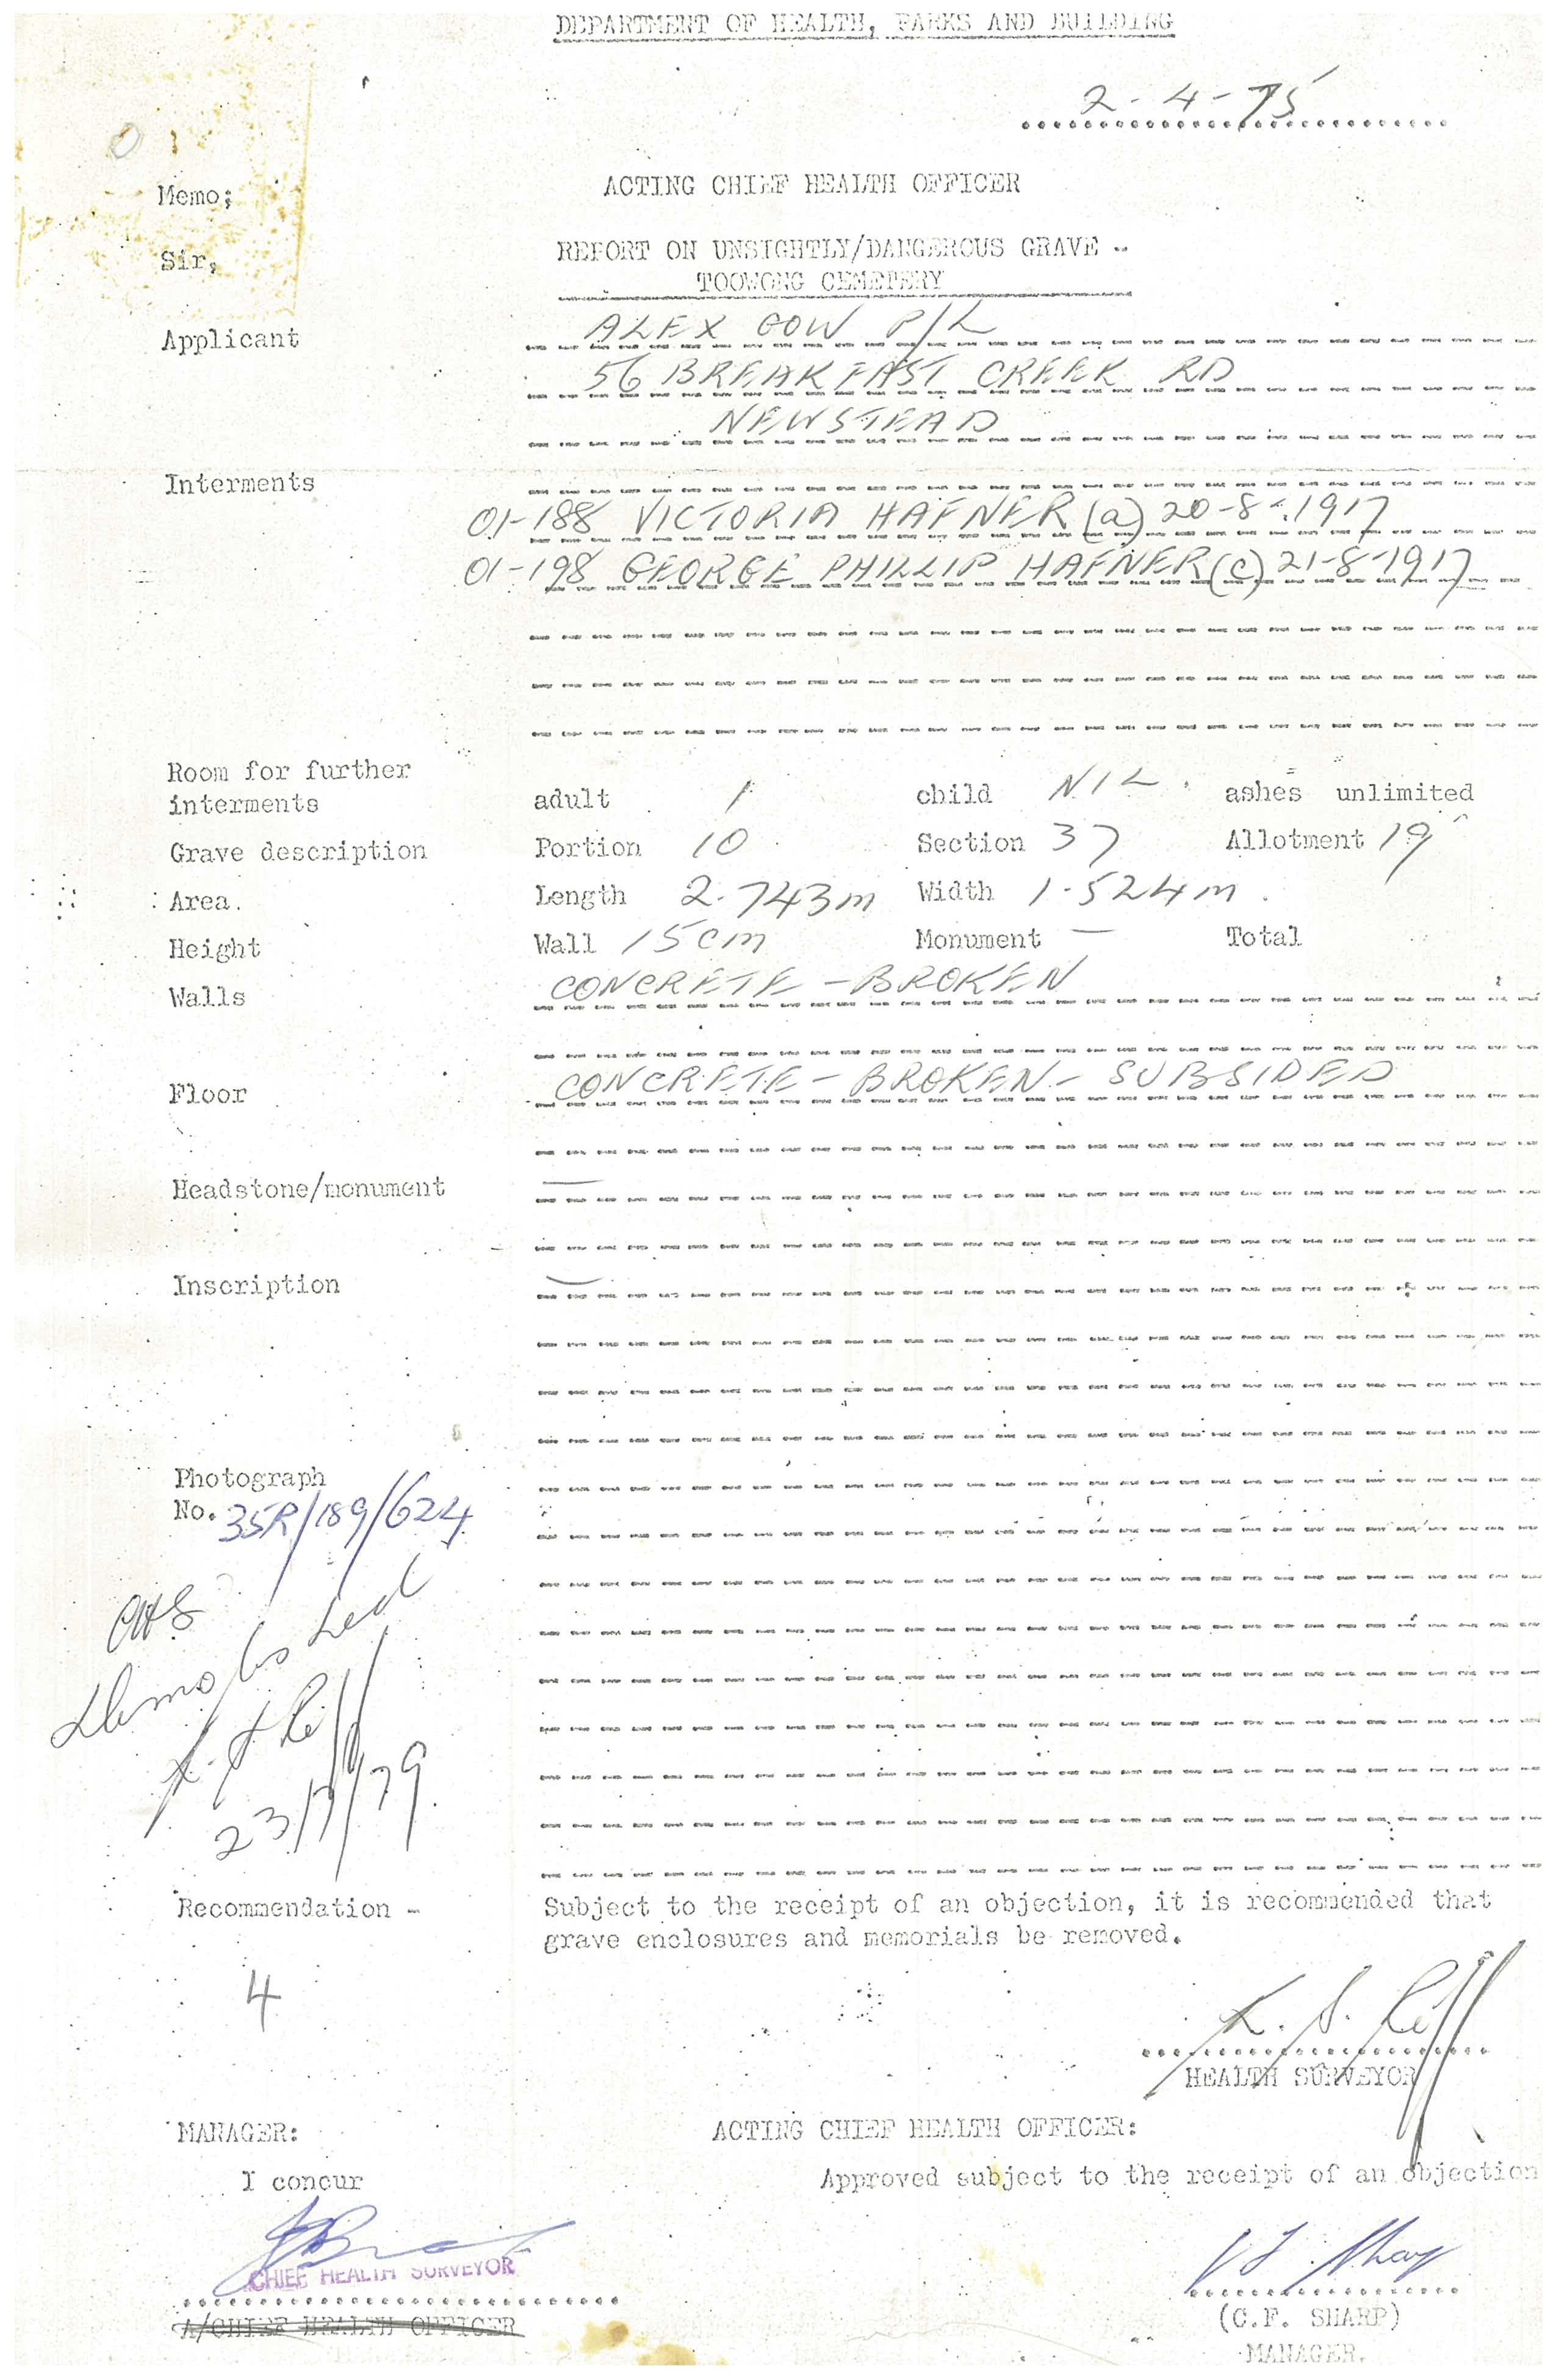 DEPARTMENT OF HEALTH, PARKS AND BUILDING
2-4-75
Memo; ACTING CHIEF HEALTH OFFICER
Sir, REPORT ON UNSIGHTLY/DANGEROUS GRAVE -
TOOWONG CEMETERY
Applicant ALEX GOW P/L
56 BREAKFAST CREEK RD
NEWSTEAD
Interments
01-188 VICTORIA HAFNER (a) 20-8-1917
01-198 GEORGE PHILLIP HAFNER (c) 21-8-1917
Room for further
interments adult 1 child NIL. ashes unlimited
Grave description Portion 10 Section 37 Allotment 19
Area. Length 2.743m Width 1.524m.
Height Wall 15cm Monument — Total
Walls CONCRETE - BROKEN
Floor CONCRETE - BROKEN - SUBSIDED
Headstone/monument —
Inscription —
Photograph
No. 35R/189/624
Demolished
23/7/79.
Recommendation - Subject to the receipt of an objection, it is recommended that
grave enclosures and memorials be removed.
4
HEALTH SURVEYOR
MANAGER: ACTING CHIEF HEALTH OFFICER:
I concur Approved subject to the receipt of an objection
CHIEF HEALTH SURVEYOR
A/CHIEF HEALTH OFFICER (C.F. SHARP)
MANAGER.